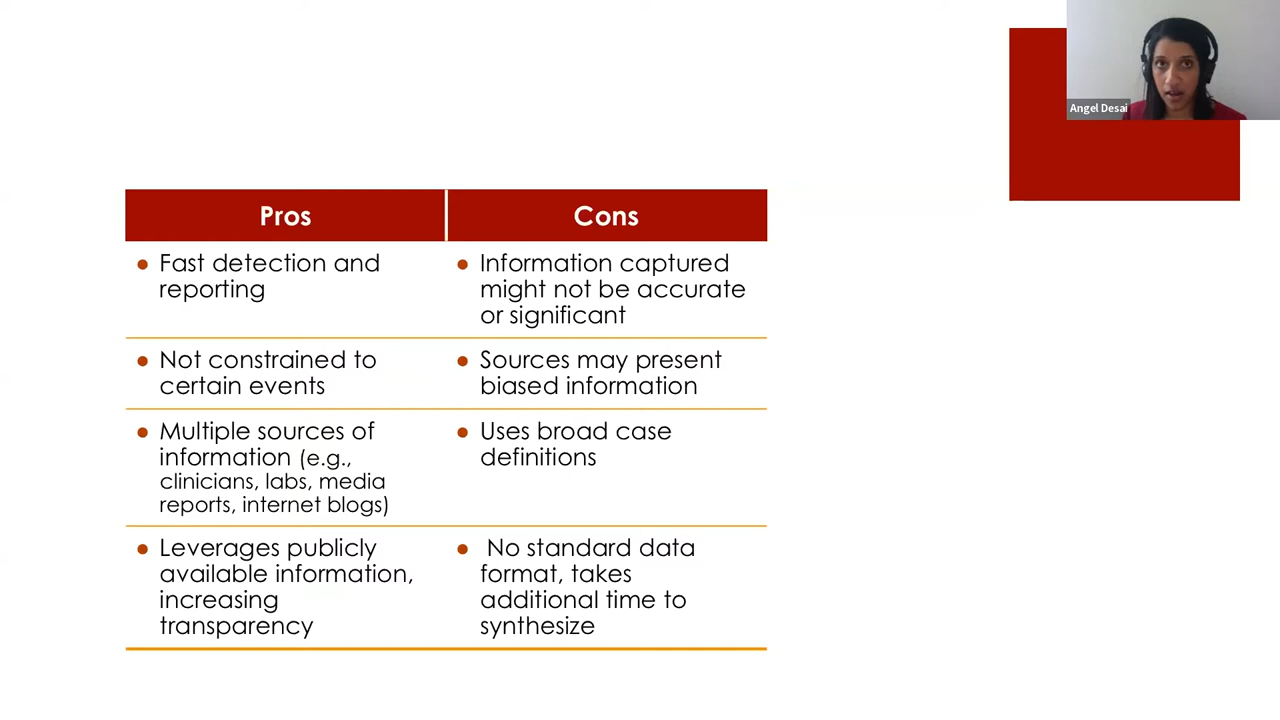 Angel Desai
Pros
Cons
Fast detection and
reporting
Information captured
might not be accurate
or significant
Not constrained to
certain events
Sources may present
biased information
Multiple sources of
information (e.g.,
clinicians, labs, media
reports, internet blogs)
Uses broad case
definitions
Leverages publicly
available information,
increasing
transparency
No standard data
format, takes
additional time to
synthesize